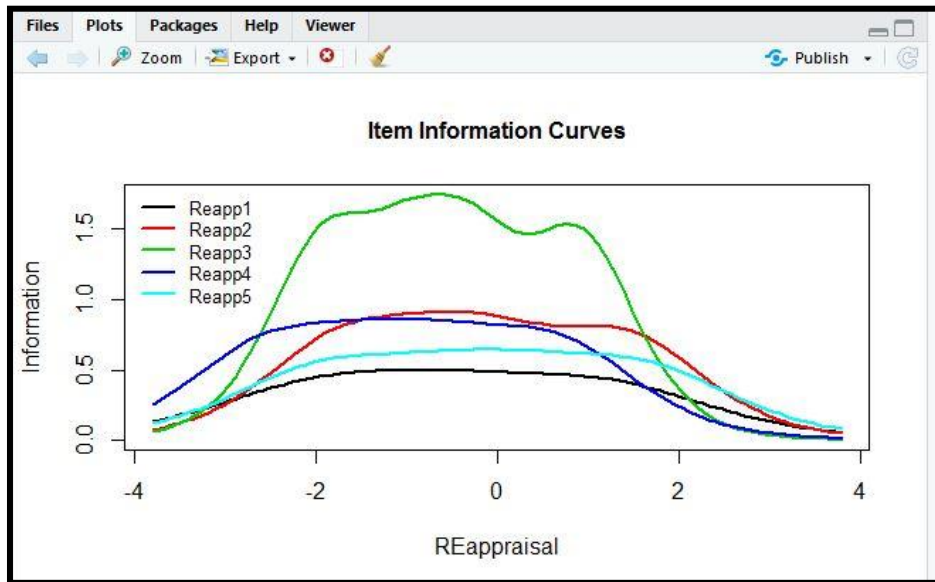 Files Plots Packages Help Viewer
Zoom Export Publish
Item Information Curves
Reapp1
Reapp2
Reapp3
Reapp4
Reapp5
Information
0.0 0.5 1.0 1.5
-4 -2 0 2 4
REappraisal